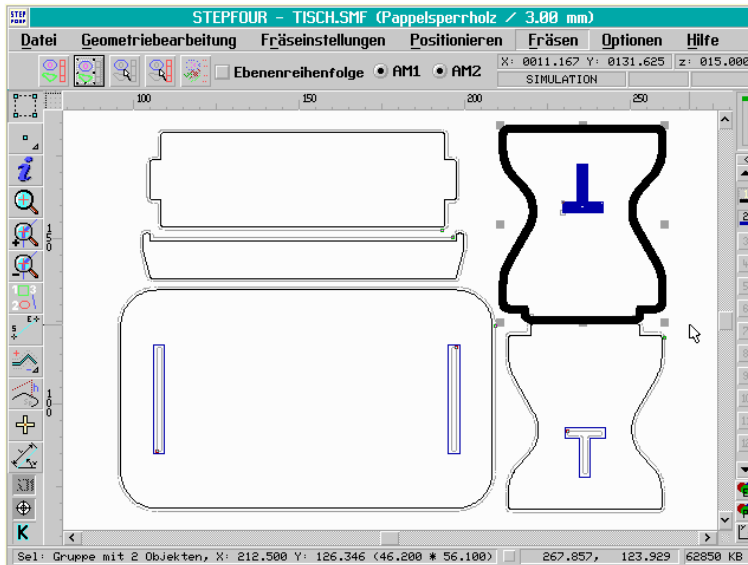 STEP
FOUR
STEPFOUR - TISCH.SMF (Pappelsperrholz / 3.00 mm)
Datei Geometriebearbeitung Fräseinstellungen Positionieren Fräsen Optionen Hilfe
Ebenenreihenfolge AM1 AM2
X: 0011.167 Y: 0131.625 z: 015.000
SIMULATION
100 150 200 250
150
100
K
Sel: Gruppe mit 2 Objekten, X: 212.500 Y: 126.346 (46.200 * 56.100) 267.857, 123.929 62850 KB